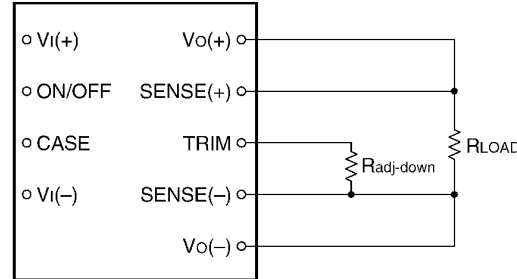 VI(+) VO(+)
ON/OFF SENSE(+)
CASE TRIM
RLOAD
Radj-down
VI(–) SENSE(–)
VO(–)